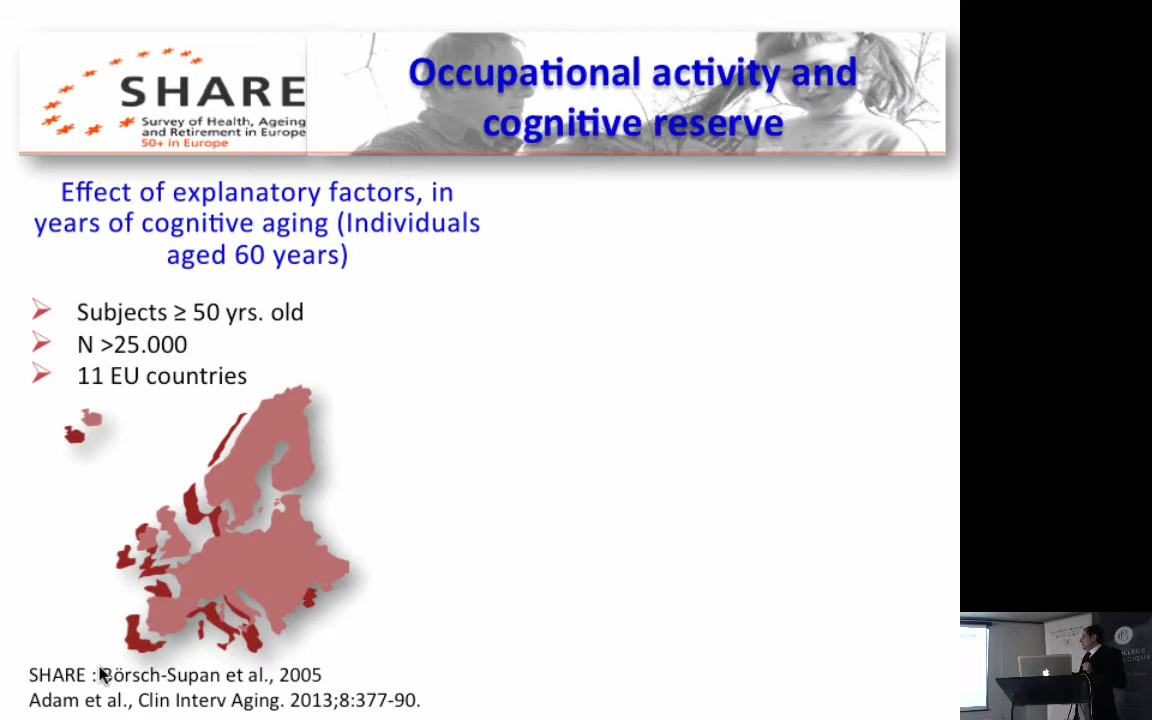 SHARE
Survey of Health, Ageing
and Retirement in Europe
50+ in Europe
Occupational activity and
cognitive reserve
Effect of explanatory factors, in
years of cognitive aging (Individuals
aged 60 years)
Subjects ≥ 50 yrs. old
N >25.000
11 EU countries
SHARE : Börsch-Supan et al., 2005
Adam et al., Clin Interv Aging. 2013;8:377-90.